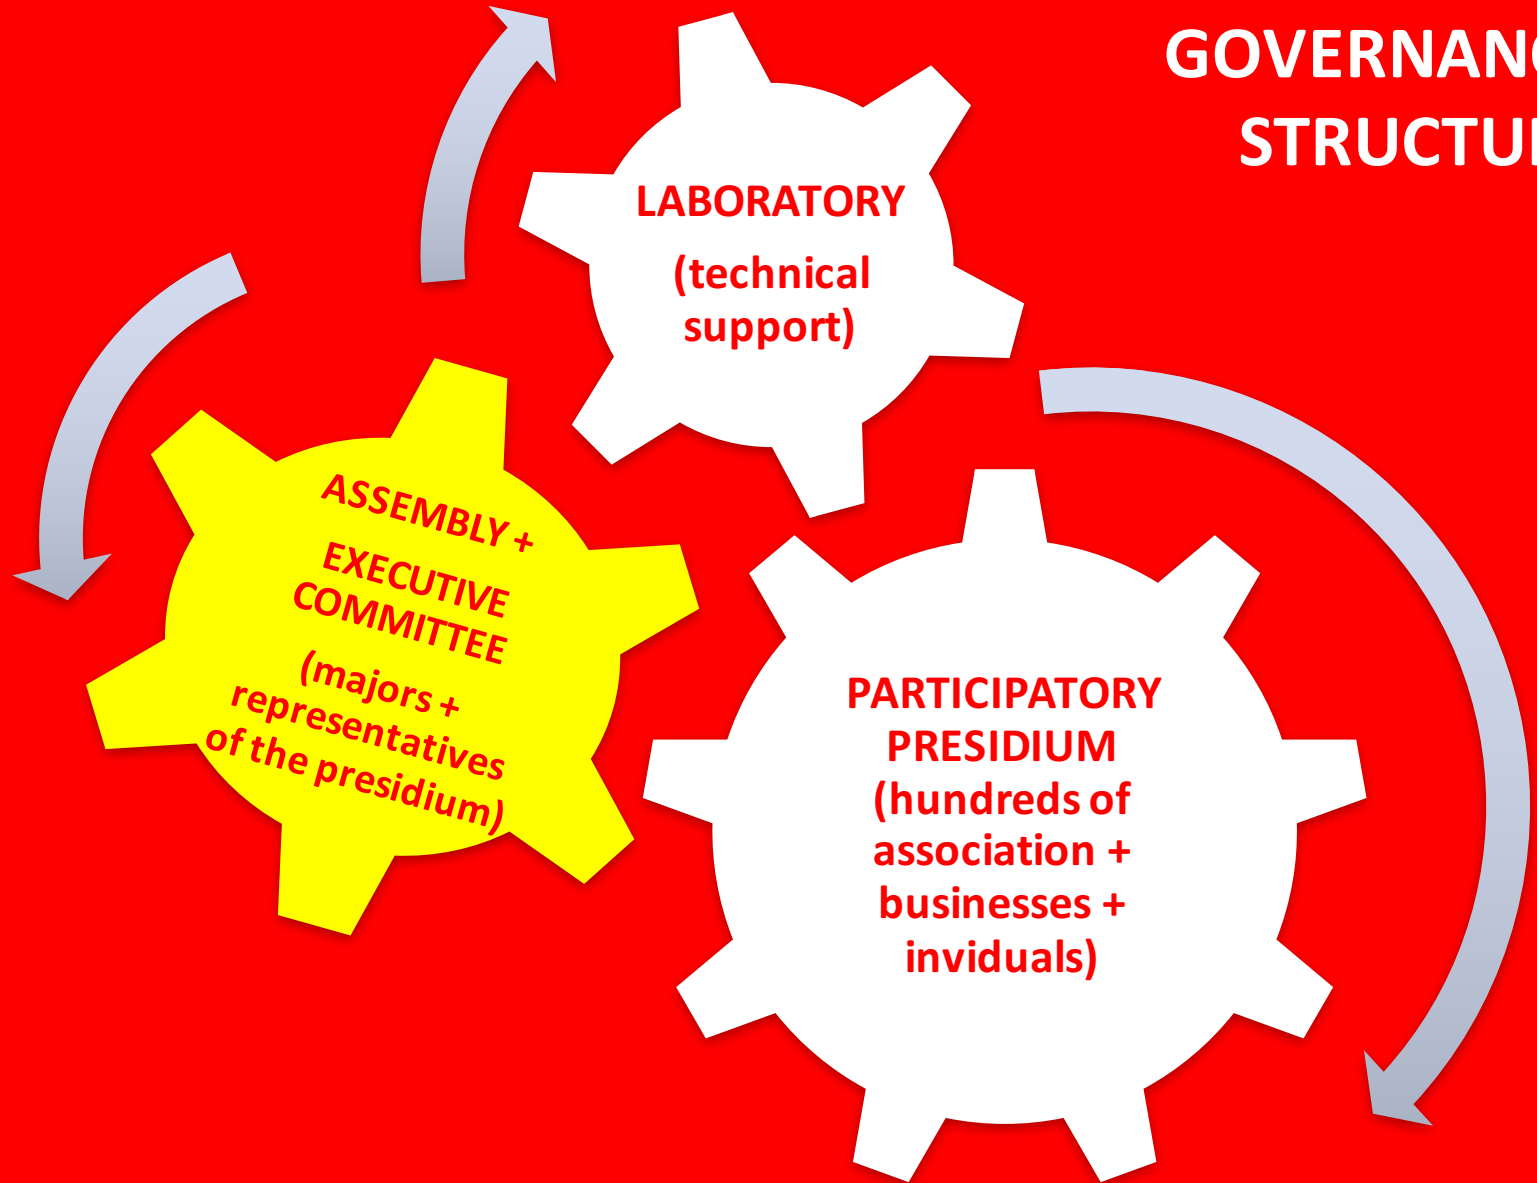 GOVERNANC
STRUCTU
LABORATORY
(technical
support)
ASSEMBLY +
EXECUTIVE
COMMITTEE
(majors +
representatives
of the presidium)
PARTICIPATORY
PRESIDIUM
(hundreds of
association +
businesses +
inviduals)